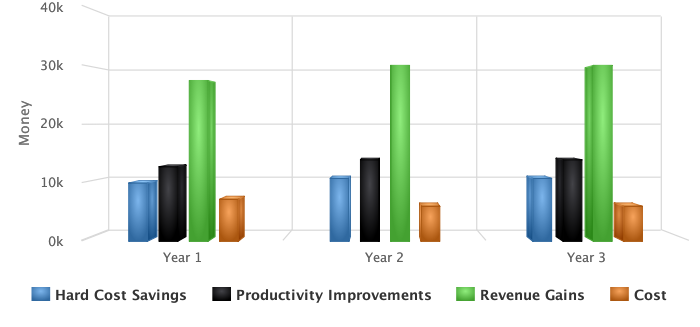 40k
30k
Money
20k
10k
0k
Year 1 Year 2 Year 3
Hard Cost Savings Productivity Improvements Revenue Gains Cost